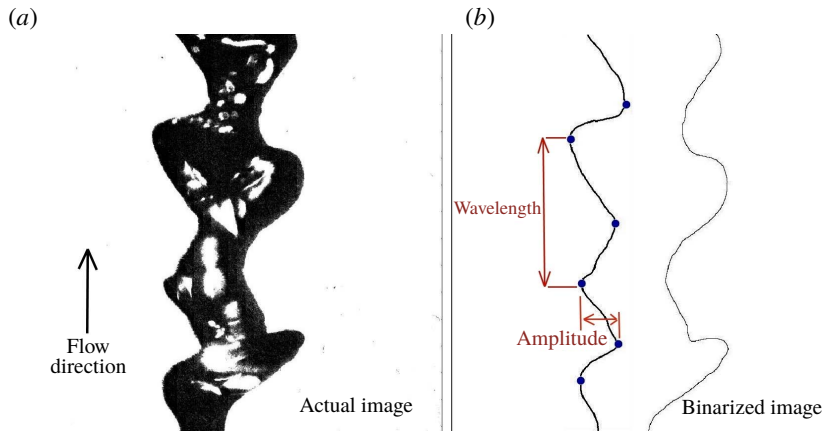 (a)
(b)
Wavelength
Amplitude
Flow
direction
Actual image
Binarized image